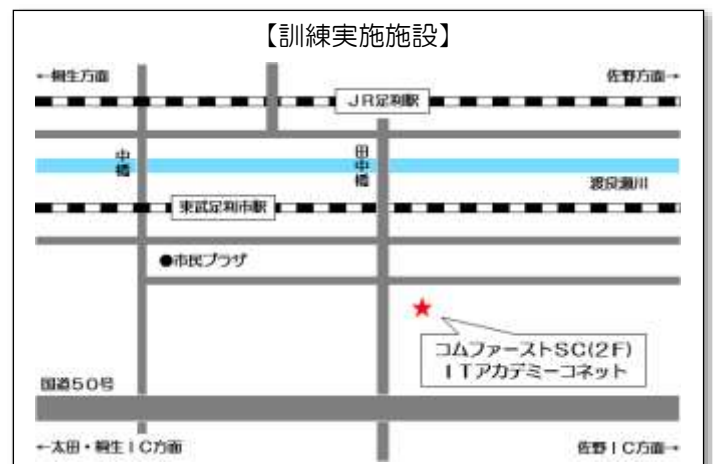 【訓練実施施設】
←桐生方面
佐野方面→
JR足利駅
中橋
田中橋
渡良瀬川
東武足利市駅
●市民プラザ
コムファーストSC(2F)
ITアカデミーコネット
国道50号
←太田・桐生IC方面
佐野IC方面→